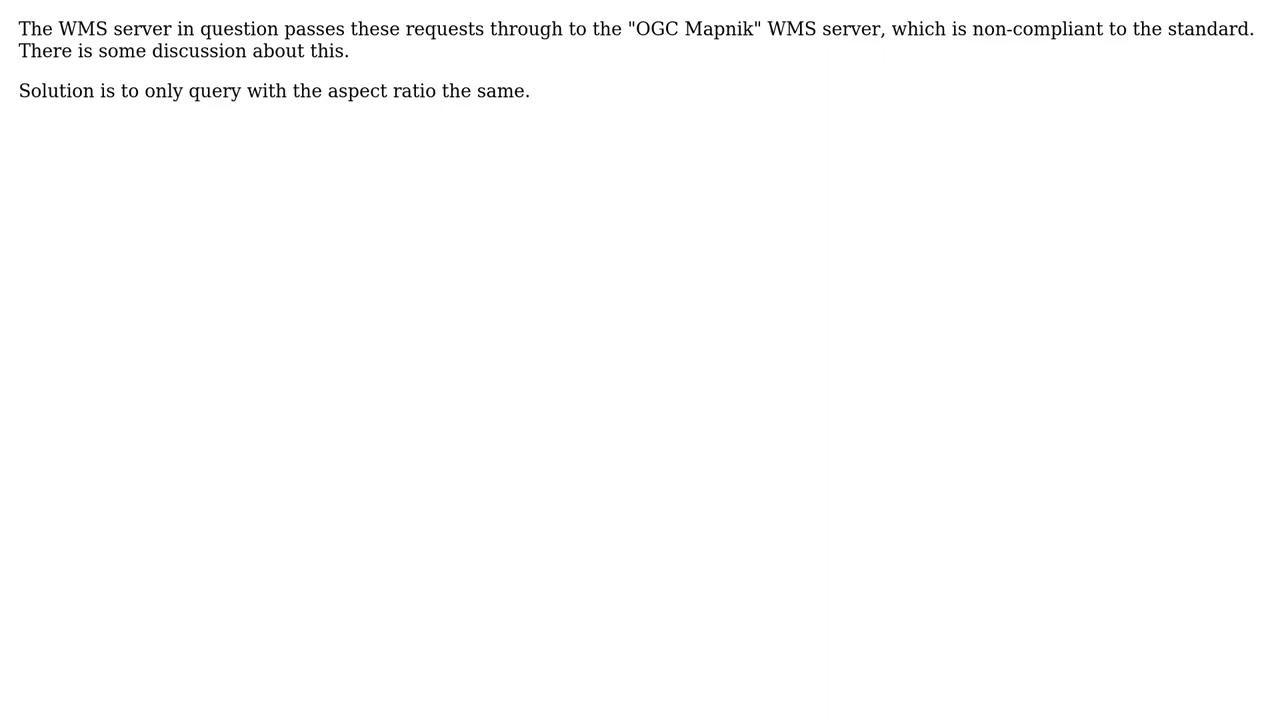 The WMS server in question passes these requests through to the "OGC Mapnik" WMS server, which is non-compliant to the standard.
There is some discussion about this.
Solution is to only query with the aspect ratio the same.